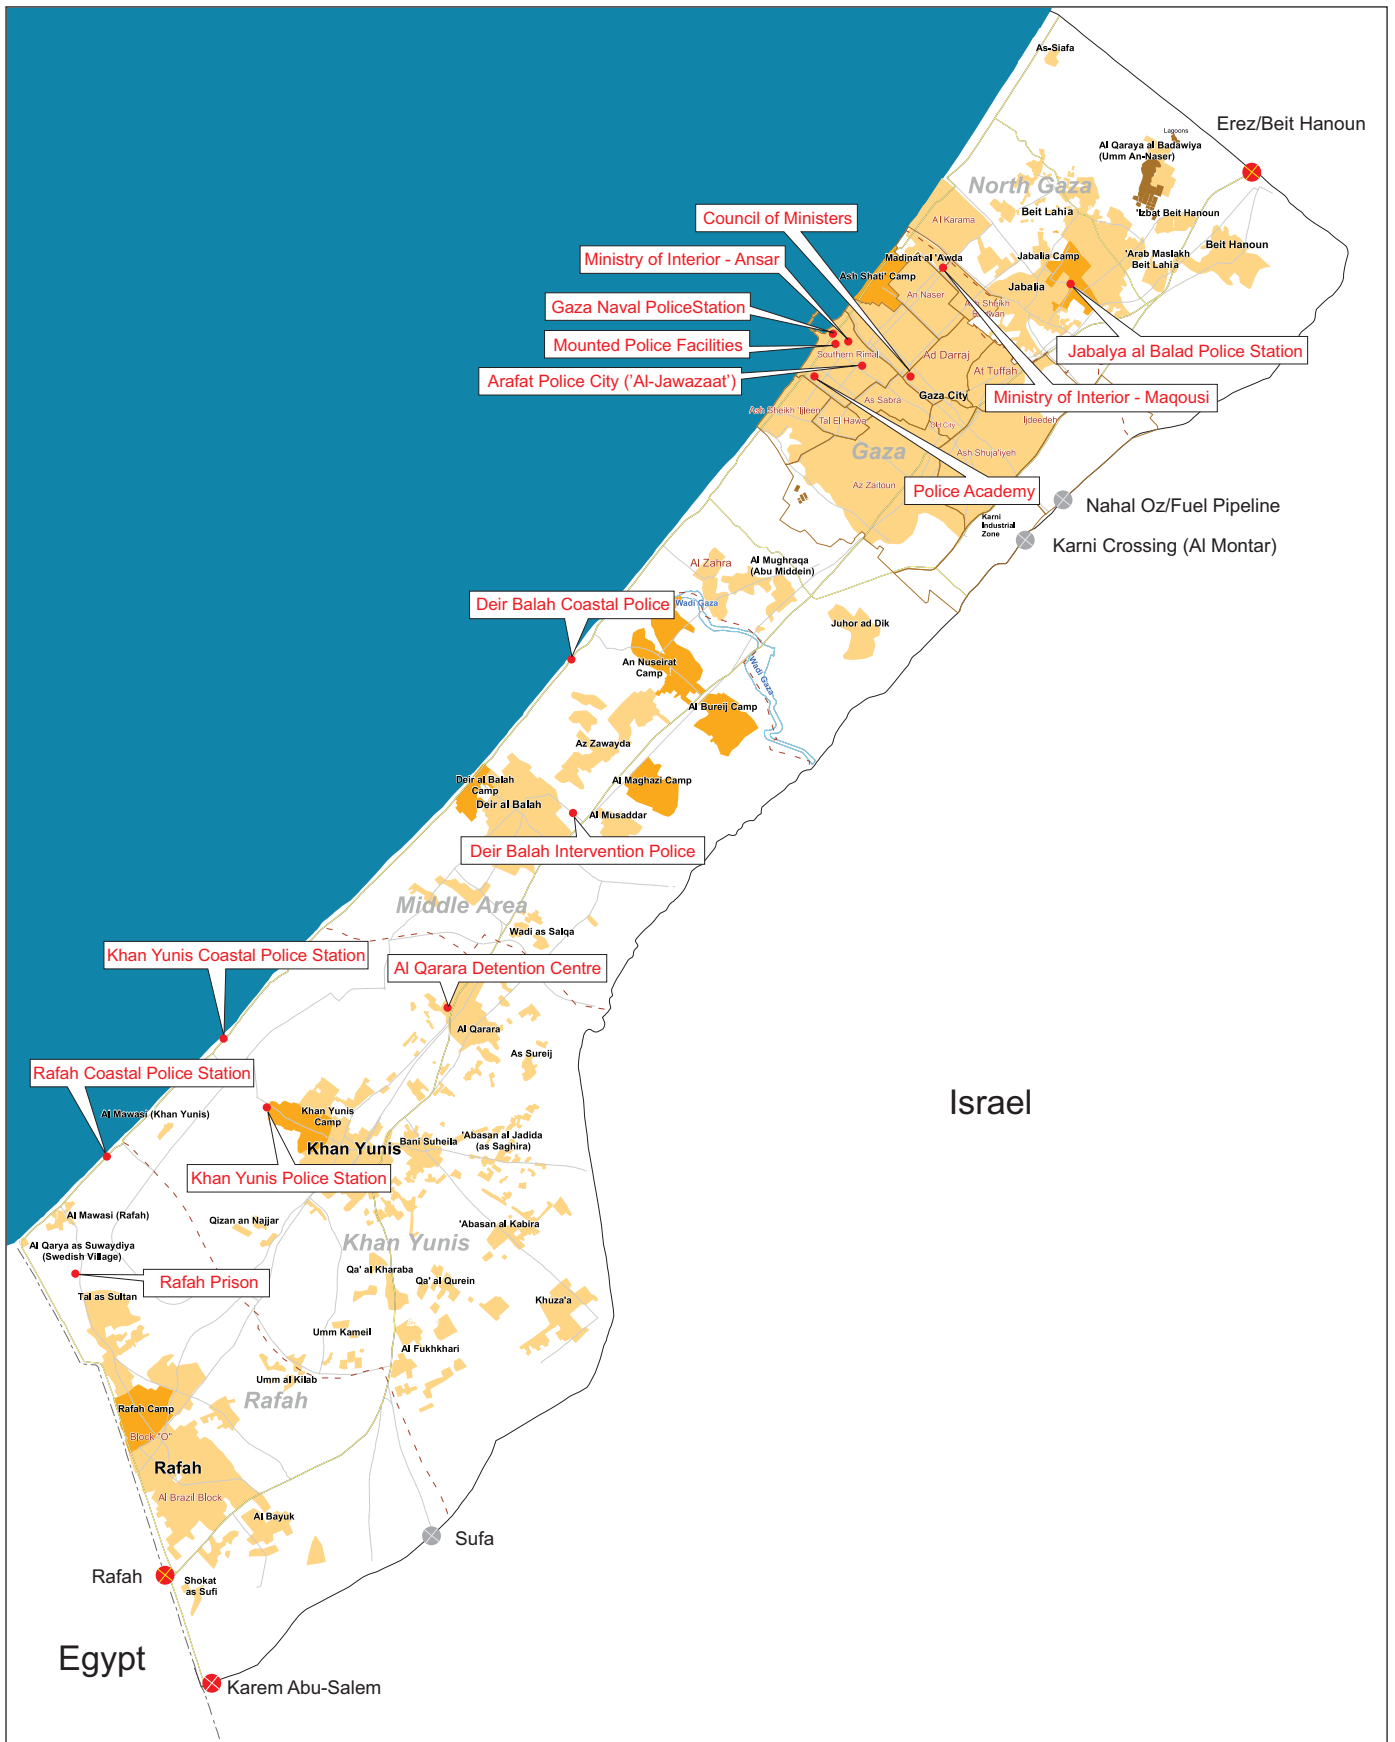 As-Siafa
Erez/Beit Hanoun
Lagoons
Al Qaraya al Badawiya
(Umm An-Naser)
North Gaza
Beit Lahia
'Izbat Beit Hanoun
Council of Ministers
Al Karama
Beit Hanoun
Ministry of Interior - Ansar
Madinat al 'Awda
Jabalia Camp
'Arab Maslakh
Beit Lahia
Ash Shati' Camp
Jabalia
An Naser
Gaza Naval PoliceStation
Ash Sheikh
Mounted Police Facilities
Southern Rimal
Ad Darraj
Jabalya al Balad Police Station
At Tuffah
Arafat Police City ('Al-Jawazaat')
Gaza City
Ministry of Interior - Maqousi
As Sabra
Ash Sheikh 'Ijleen
Tal El Hawa
Old City
Ijdeedeh
Gaza
Ash Shuja'iyeh
Az Zaitoun
Police Academy
Nahal Oz/Fuel Pipeline
Karni
Industrial
Zone
Karni Crossing (Al Montar)
Al Zahra
Al Mughraqa
(Abu Middein)
Deir Balah Coastal Police
Wadi Gaza
Juhor ad Dik
An Nuseirat
Camp
Wadi Gaza
Al Bureij Camp
Az Zawayda
Deir al Balah
Camp
Al Maghazi Camp
Deir al Balah
Al Musaddar
Deir Balah Intervention Police
Middle Area
Wadi as Salqa
Khan Yunis Coastal Police Station
Al Qarara Detention Centre
Al Qarara
As Sureij
Rafah Coastal Police Station
Israel
Al Mawasi (Khan Yunis)
Khan Yunis
Camp
Khan Yunis
Bani Suheila
'Abasan al Jadida
(as Saghira)
Khan Yunis Police Station
Al Mawasi (Rafah)
Qizan an Najjar
'Abasan al Kabira
Al Qarya as Suwaydiya
(Swedish Village)
Khan Yunis
Qa' al Kharaba
Qa' al Qurein
Rafah Prison
Tal as Sultan
Khuza'a
Umm Kameil
Al Fukhkhari
Umm al Kilab
Rafah
Rafah Camp
Block "O"
Rafah
Al Brazil Block
Al Bayuk
Sufa
Rafah
Shokat
as Sufi
Egypt
Karem Abu-Salem